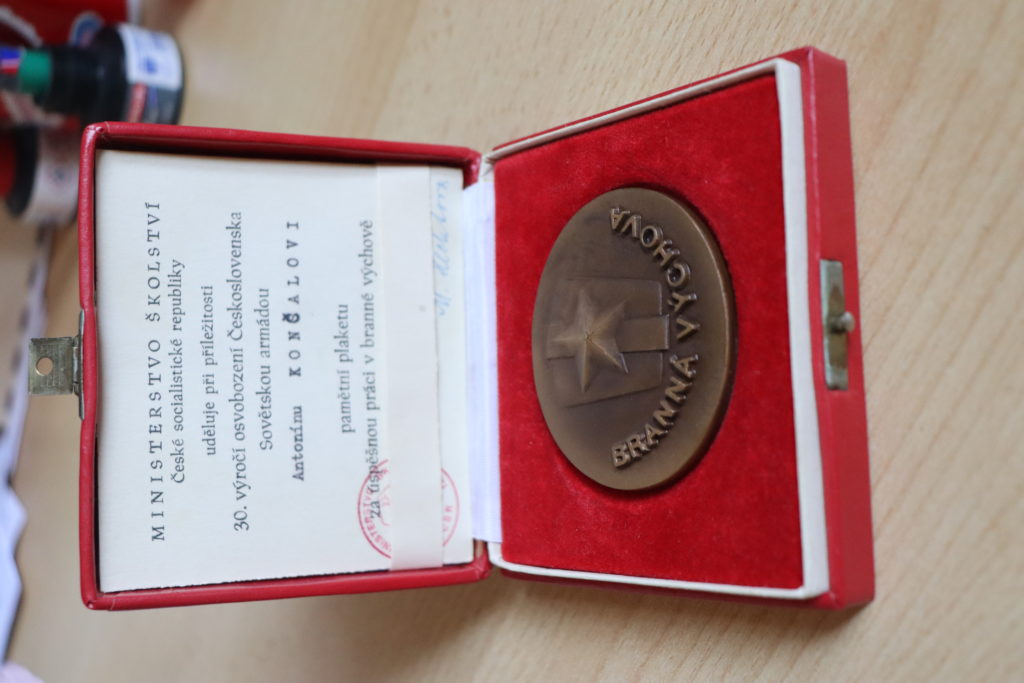 MINISTERSTVO ŠKOLSTVÍ
České socialistické republiky
uděluje při příležitosti
30. výročí osvobození Československa
Sovětskou armádou
Antonínu KONČALOVI
pamětní plaketu
za úspěšnou práci v branné výchově
BRANNÁ VÝCHOVA